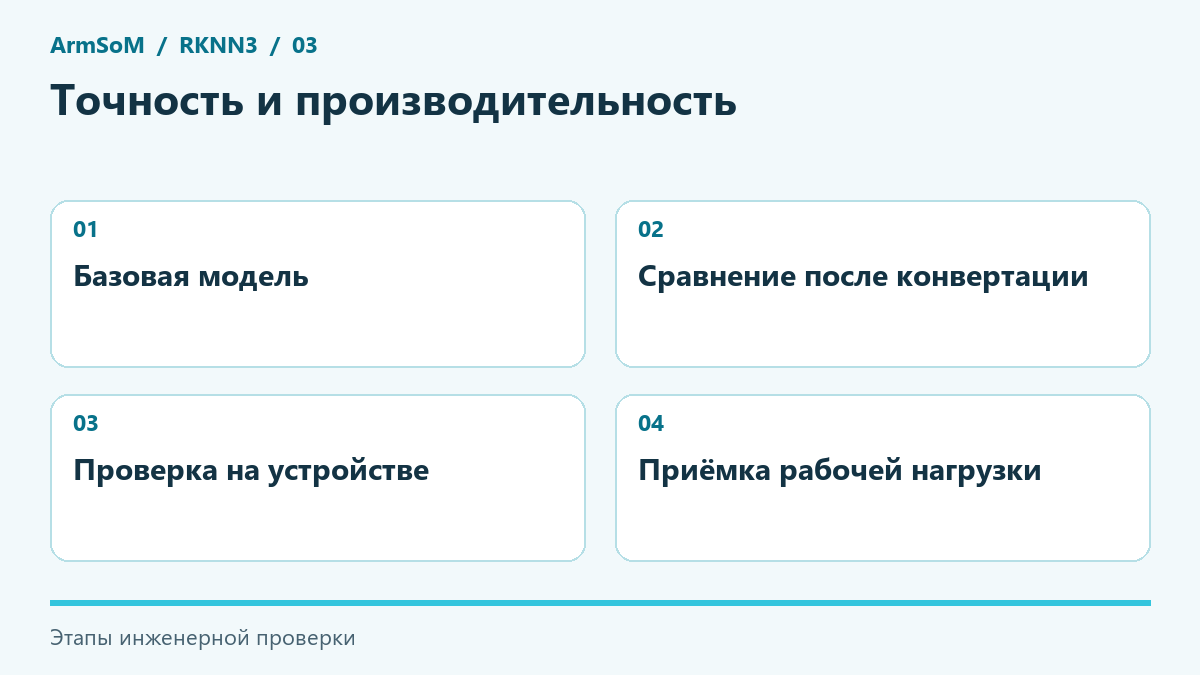 ArmSoM / RKNN3 / 03
Точность и производительность
01
Базовая модель
02
Сравнение после конвертации
03
Проверка на устройстве
04
Приёмка рабочей нагрузки
Этапы инженерной проверки